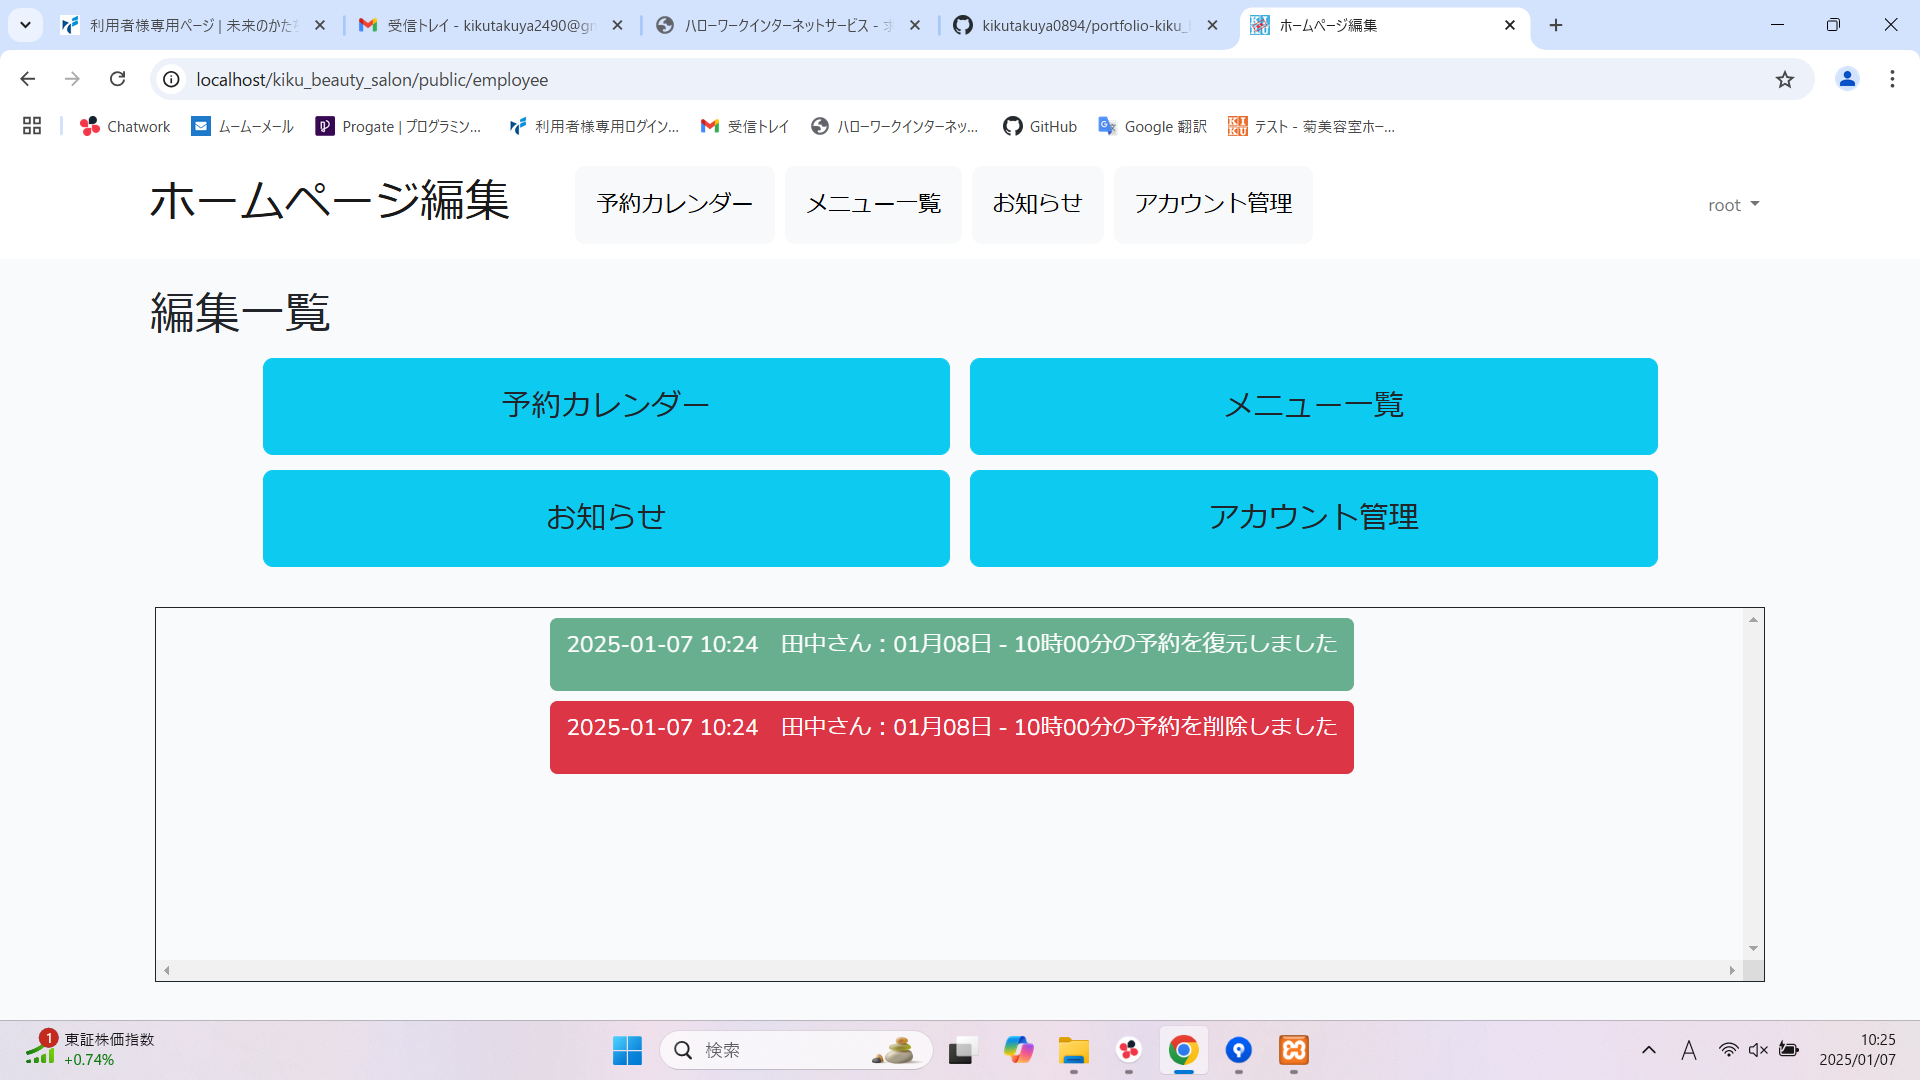 利用者様専用ページ | 未来のかた
受信トレイ - kikutakuya2490@gm
ハローワークインターネットサービス - 求
kikutakuya0894/portfolio-kiku_
ホームページ編集
localhost/kiku_beauty_salon/public/employee
Chatwork
ムームーメール
Progate | プログラミン...
利用者様専用ログイン...
受信トレイ
ハローワークインターネッ...
GitHub
Google 翻訳
テスト - 菊美容室ホー...
ホームページ編集
予約カレンダー
メニュー一覧
お知らせ
アカウント管理
root
編集一覧
予約カレンダー
メニュー一覧
お知らせ
アカウント管理
2025-01-07 10:24　田中さん：01月08日 - 10時00分の予約を復元しました
2025-01-07 10:24　田中さん：01月08日 - 10時00分の予約を削除しました
1
東証株価指数
+0.74%
検索
A
10:25
2025/01/07